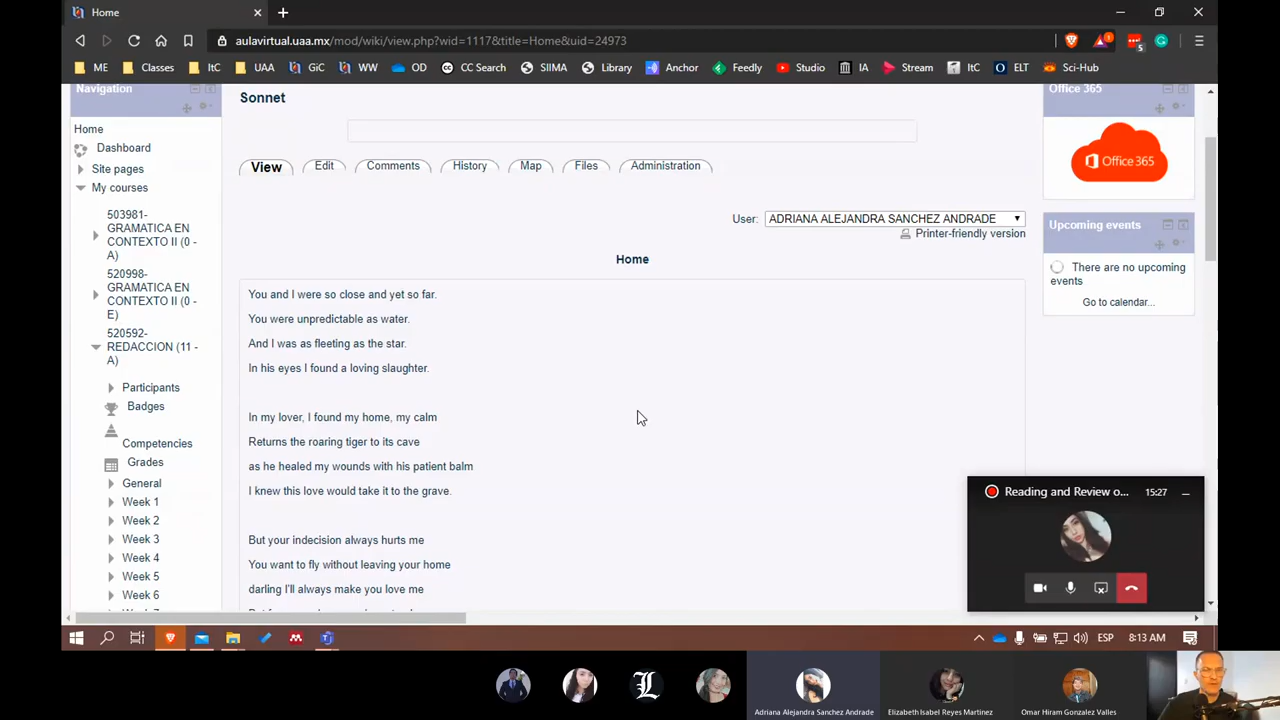 Home
aulavirtual.uaa.mx/mod/wiki/view.php?wid=1117&title=Home&uid=24973
5
ME Classes ItC UAA GiC WW OD CC Search SIIMA Library Anchor Feedly Studio IA Stream ItC ELT Sci-Hub
Navigation
Home
Dashboard
Site pages
My courses
503981-
GRAMATICA EN
CONTEXTO II (0 -
A)
520998-
GRAMATICA EN
CONTEXTO II (0 -
E)
520592-
REDACCION (11 -
A)
Participants
Badges
Competencies
Grades
General
Week 1
Week 2
Week 3
Week 4
Week 5
Week 6
Sonnet
View Edit Comments History Map Files Administration
User: ADRIANA ALEJANDRA SANCHEZ ANDRADE
Printer-friendly version
Home
You and I were so close and yet so far.
You were unpredictable as water.
And I was as fleeting as the star.
In his eyes I found a loving slaughter.
In my lover, I found my home, my calm
Returns the roaring tiger to its cave
as he healed my wounds with his patient balm
I knew this love would take it to the grave.
But your indecision always hurts me
You want to fly without leaving your home
darling I'll always make you love me
Office 365
Office 365
Upcoming events
There are no upcoming
events
Go to calendar...
Reading and Review o... 15:27
ESP 8:13 AM
L
Adriana Alejandra Sanchez Andrade
Elizabeth Isabel Reyes Martinez
Omar Hiram Gonzalez Valles